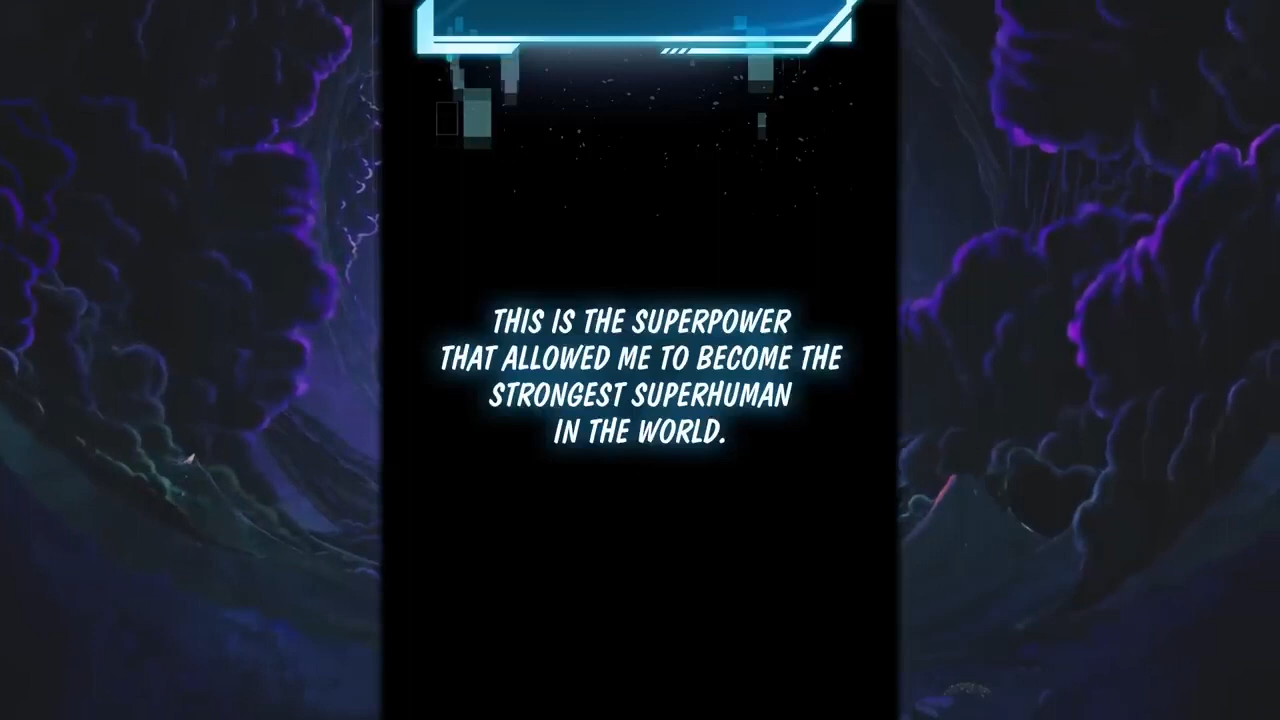 THIS IS THE SUPERPOWER
THAT ALLOWED ME TO BECOME THE
STRONGEST SUPERHUMAN
IN THE WORLD.